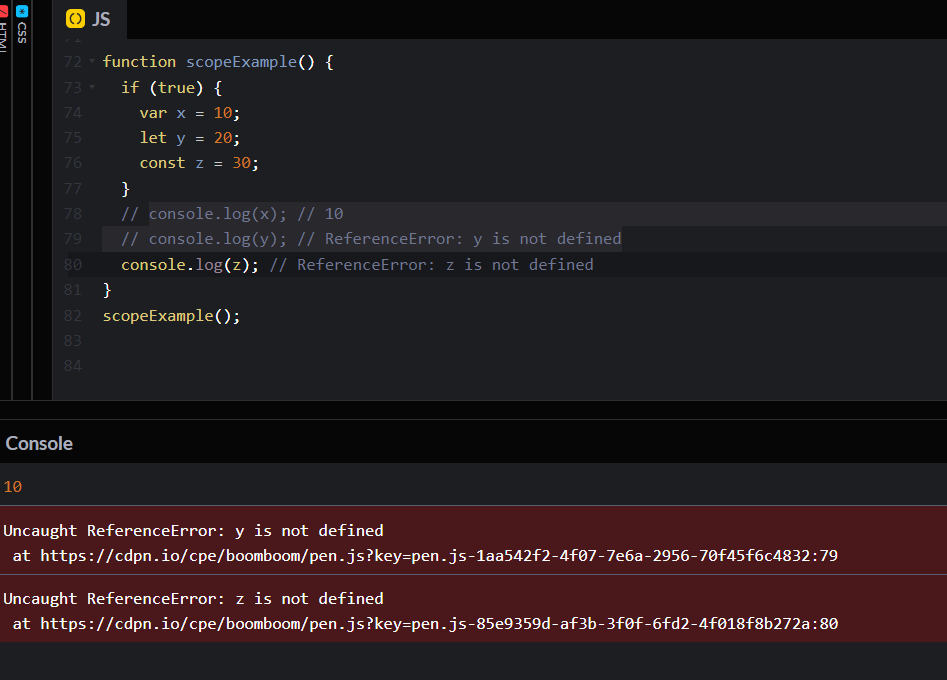 HTML
CSS
JS
71
72 function scopeExample() {
73 if (true) {
74 var x = 10;
75 let y = 20;
76 const z = 30;
77 }
78 // console.log(x); // 10
79 // console.log(y); // ReferenceError: y is not defined
80 console.log(z); // ReferenceError: z is not defined
81 }
82 scopeExample();
83
84
Console
10
Uncaught ReferenceError: y is not defined
at https://cdpn.io/cpe/boomboom/pen.js?key=pen.js-1aa542f2-4f07-7e6a-2956-70f45f6c4832:79
Uncaught ReferenceError: z is not defined
at https://cdpn.io/cpe/boomboom/pen.js?key=pen.js-85e9359d-af3b-3f0f-6fd2-4f018f8b272a:80